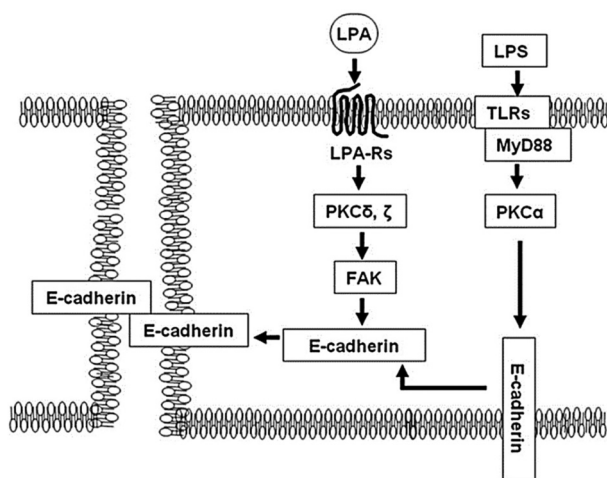 LPA
LPS
TLRs
MyD88
LPA-Rs
PKCδ, ζ
PKCα
FAK
E-cadherin
E-cadherin
E-cadherin
E-cadherin